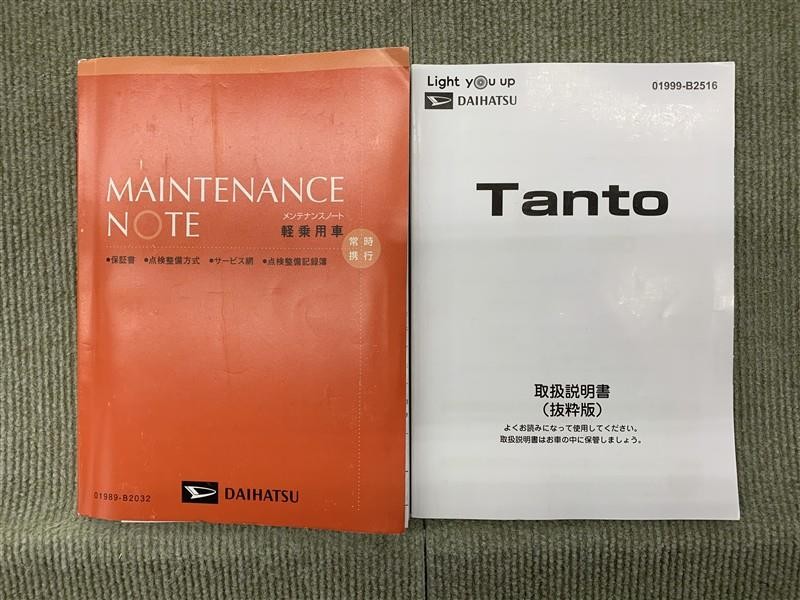 MAINTENANCE
NOTE
メンテナンスノート
軽乗用車
常時
携行
●保証書 ●点検整備方式 ●サービス網 ●点検整備記録簿
01989-B2032
DAIHATSU
Light you up
01999-B2516
DAIHATSU
Tanto
取扱説明書
(抜粋版)
よくお読みになって使用してください。
取扱説明書はお車の中に保管しましょう。